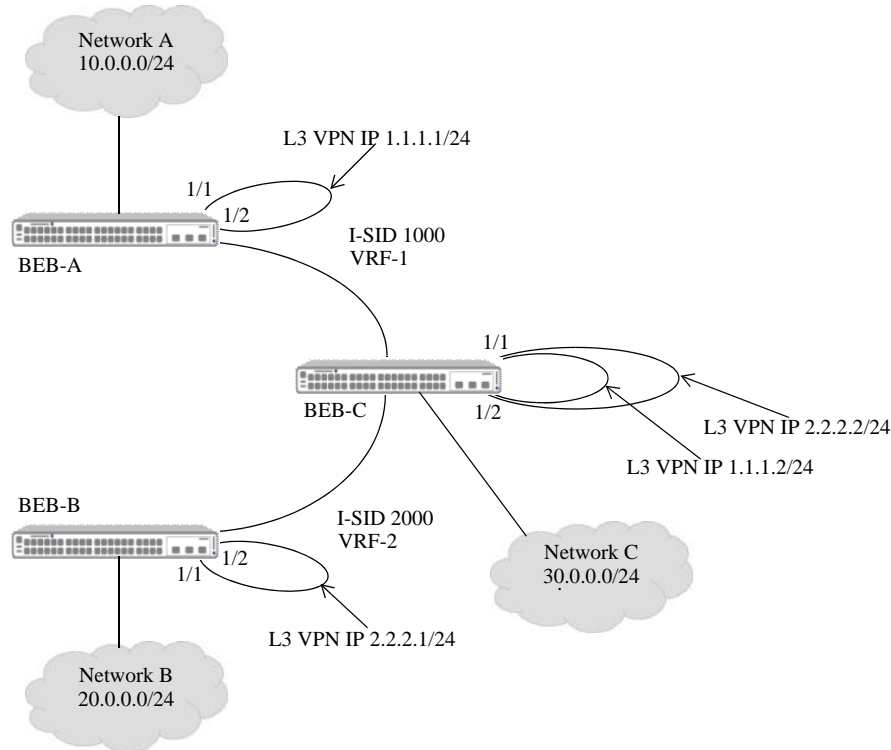 Network A
10.0.0.0/24
L3 VPN IP 1.1.1.1/24
1/1
1/2
I-SID 1000
VRF-1
BEB-A
1/1
BEB-C
1/2
L3 VPN IP 2.2.2.2/24
L3 VPN IP 1.1.1.2/24
BEB-B
I-SID 2000
VRF-2
1/2
1/1
Network C
30.0.0.0/24
L3 VPN IP 2.2.2.1/24
Network B
20.0.0.0/24